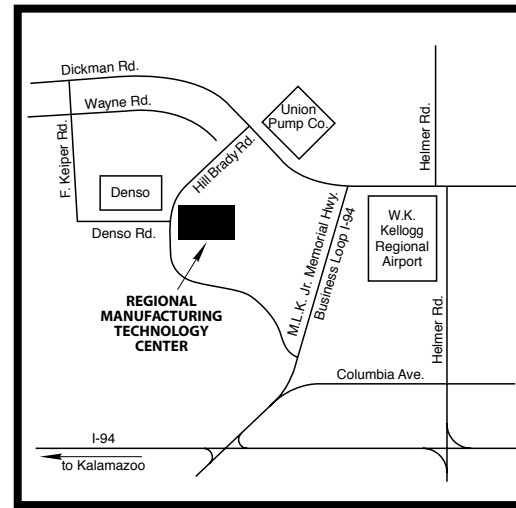 Dickman Rd.
Wayne Rd.
F. Keiper Rd.
Hill Brady Rd.
Union
Pump Co.
Helmer Rd.
Denso
Denso Rd.
M.L.K. Jr. Memorial Hwy.
Business Loop I-94
W.K.
Kellogg
Regional
Airport
REGIONAL
MANUFACTURING
TECHNOLOGY
CENTER
Helmer Rd.
Columbia Ave.
I-94
to Kalamazoo